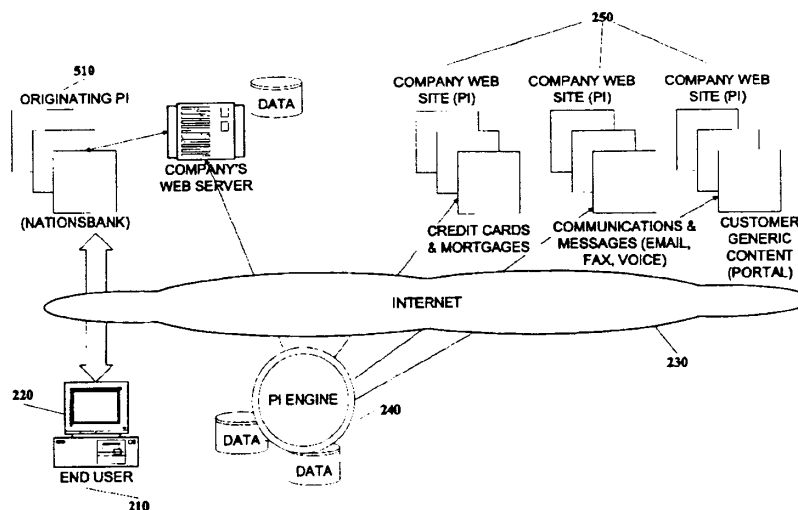 250
510
ORIGINATING PI
DATA
COMPANY WEB
SITE (PI)
COMPANY WEB
SITE (PI)
COMPANY WEB
SITE (PI)
COMPANY'S
WEB SERVER
(NATIONSBANK)
CREDIT CARDS
& MORTGAGES
COMMUNICATIONS &
MESSAGES (EMAIL,
FAX, VOICE)
CUSTOMER
GENERIC
CONTENT
(PORTAL)
INTERNET
230
220
PI ENGINE
240
DATA
DATA
END USER
210